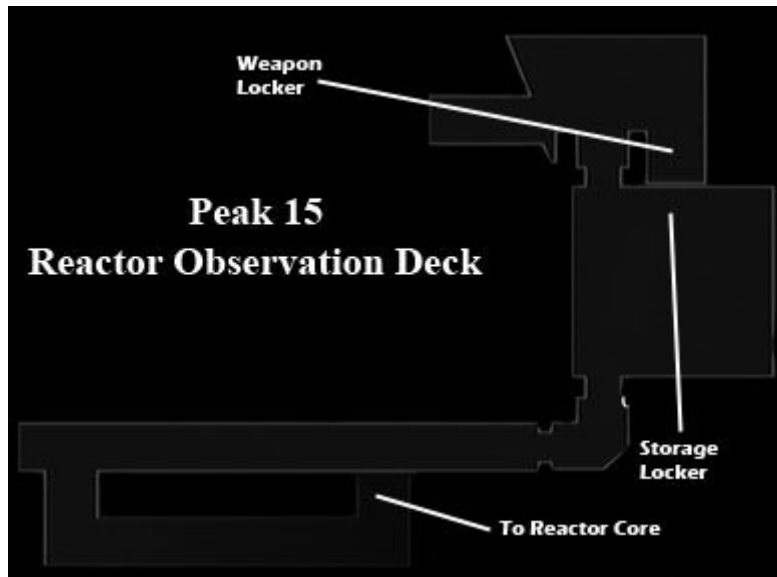 Weapon
Locker
Peak 15
Reactor Observation Deck
Storage
Locker
To Reactor Core